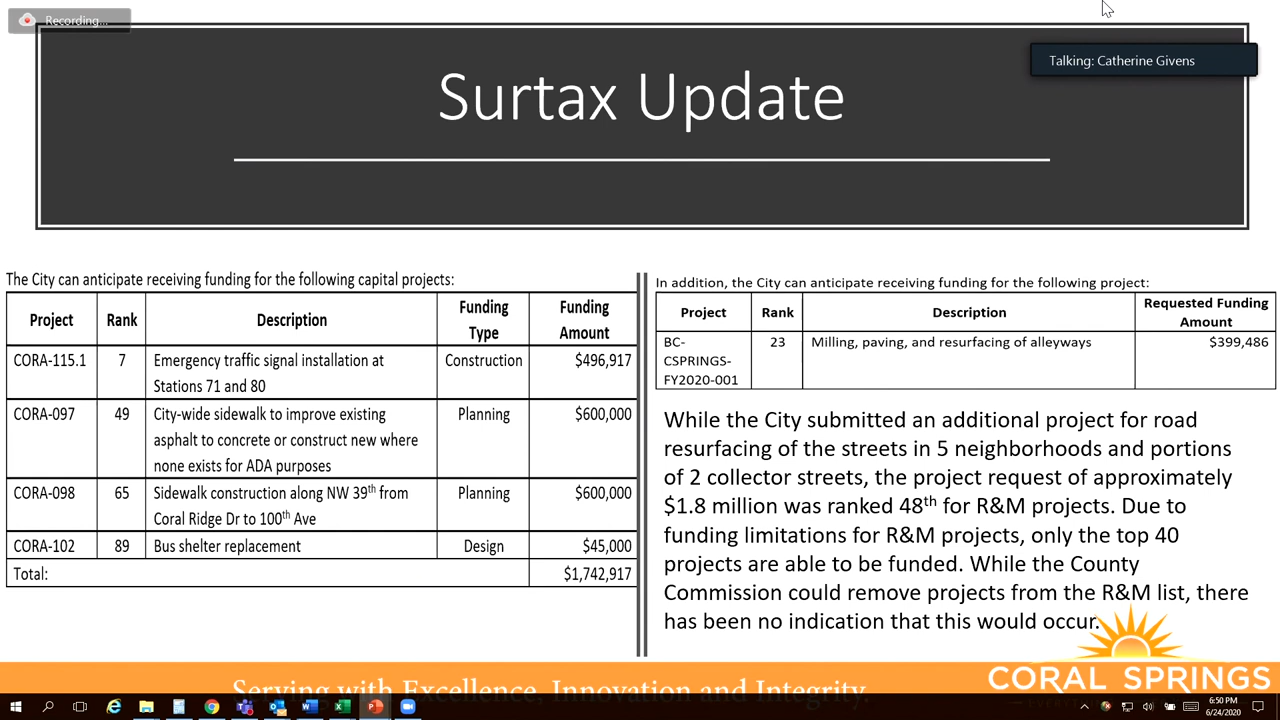 Recording...
Talking: Catherine Givens
Surtax Update
The City can anticipate receiving funding for the following capital projects:
Project Rank Description Funding Type Funding Amount
CORA-115.1 7 Emergency traffic signal installation at Stations 71 and 80 Construction $496,917
CORA-097 49 City-wide sidewalk to improve existing asphalt to concrete or construct new where none exists for ADA purposes Planning $600,000
CORA-098 65 Sidewalk construction along NW 39th from Coral Ridge Dr to 100th Ave Planning $600,000
CORA-102 89 Bus shelter replacement Design $45,000
Total: $1,742,917
In addition, the City can anticipate receiving funding for the following project:
Project Rank Description Requested Funding Amount
BC-CSPRINGS-FY2020-001 23 Milling, paving, and resurfacing of alleyways $399,486
While the City submitted an additional project for road
resurfacing of the streets in 5 neighborhoods and portions
of 2 collector streets, the project request of approximately
$1.8 million was ranked 48th for R&M projects. Due to
funding limitations for R&M projects, only the top 40
projects are able to be funded. While the County
Commission could remove projects from the R&M list, there
has been no indication that this would occur.
Serving with Excellence, Innovation and Integrity.
CORAL SPRINGS
6:50 PM
6/24/2020